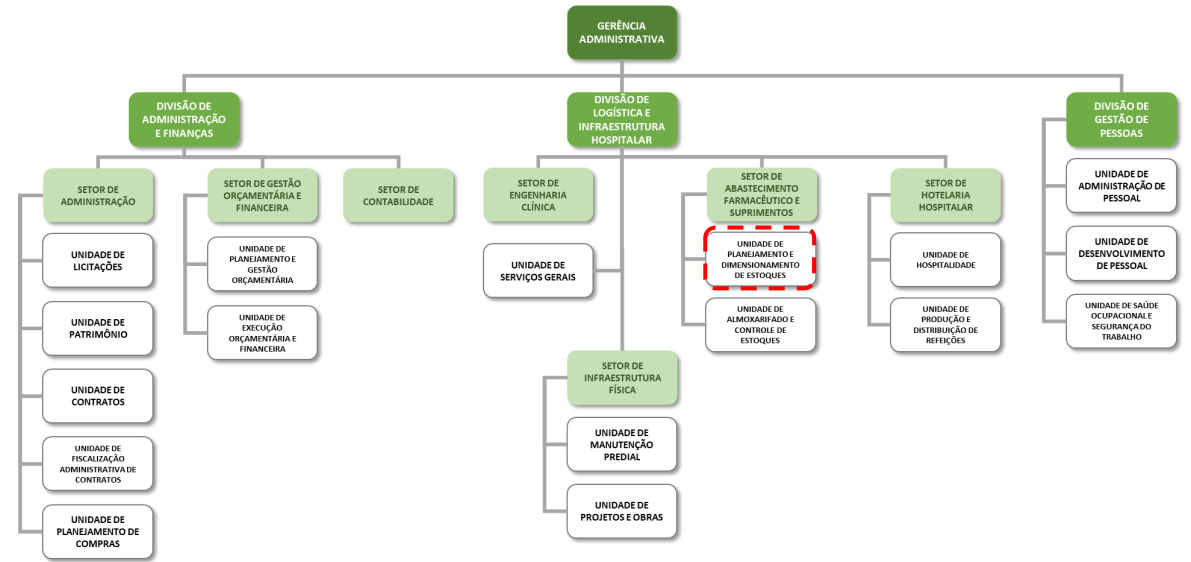 GERÊNCIA
ADMINISTRATIVA
DIVISÃO DE
ADMINISTRAÇÃO
E FINANÇAS
DIVISÃO DE
LOGÍSTICA E
INFRAESTRUTURA
HOSPITALAR
DIVISÃO DE
GESTÃO DE
PESSOAS
SETOR DE
ADMINISTRAÇÃO
UNIDADE DE
LICITAÇÕES
UNIDADE DE
PATRIMÔNIO
UNIDADE DE
CONTRATOS
UNIDADE DE
FISCALIZAÇÃO
ADMINISTRATIVA DE
CONTRATOS
UNIDADE DE
PLANEJAMENTO DE
COMPRAS
SETOR DE GESTÃO
ORÇAMENTÁRIA E
FINANCEIRA
UNIDADE DE
PLANEJAMENTO E
GESTÃO
ORÇAMENTÁRIA
UNIDADE DE
EXECUÇÃO
ORÇAMENTÁRIA E
FINANCEIRA
SETOR DE
CONTABILIDADE
SETOR DE
ENGENHARIA
CLÍNICA
UNIDADE DE
SERVIÇOS GERAIS
SETOR DE
INFRAESTRUTURA
FÍSICA
UNIDADE DE
MANUTENÇÃO
PREDIAL
UNIDADE DE
PROJETOS E OBRAS
SETOR DE
ABASTECIMENTO
FARMACÊUTICO E
SUPRIMENTOS
UNIDADE DE
PLANEJAMENTO E
DIMENSIONAMENTO
DE ESTOQUES
UNIDADE DE
ALMOXARIFADO E
CONTROLE DE
ESTOQUES
SETOR DE
HOTELARIA
HOSPITALAR
UNIDADE DE
HOSPITALIDADE
UNIDADE DE
PRODUÇÃO E
DISTRIBUIÇÃO DE
REFEIÇÕES
UNIDADE DE
ADMINISTRAÇÃO DE
PESSOAL
UNIDADE DE
DESENVOLVIMENTO
DE PESSOAL
UNIDADE DE SAÚDE
OCUPACIONAL E
SEGURANÇA DO
TRABALHO